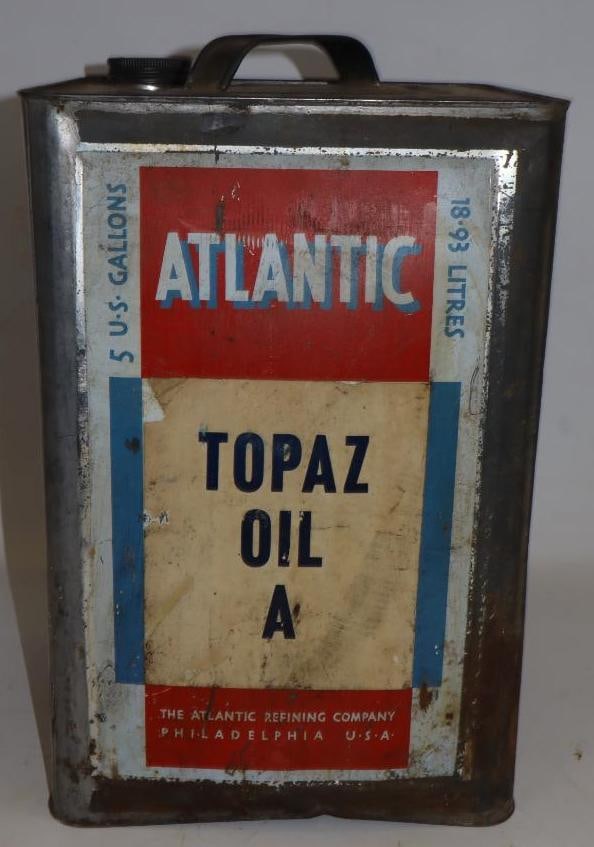 ATLANTIC
5 U·S· GALLONS
18·93 LITRES
TOPAZ
OIL
A
THE ATLANTIC REFINING COMPANY
PHILADELPHIA U·S·A·